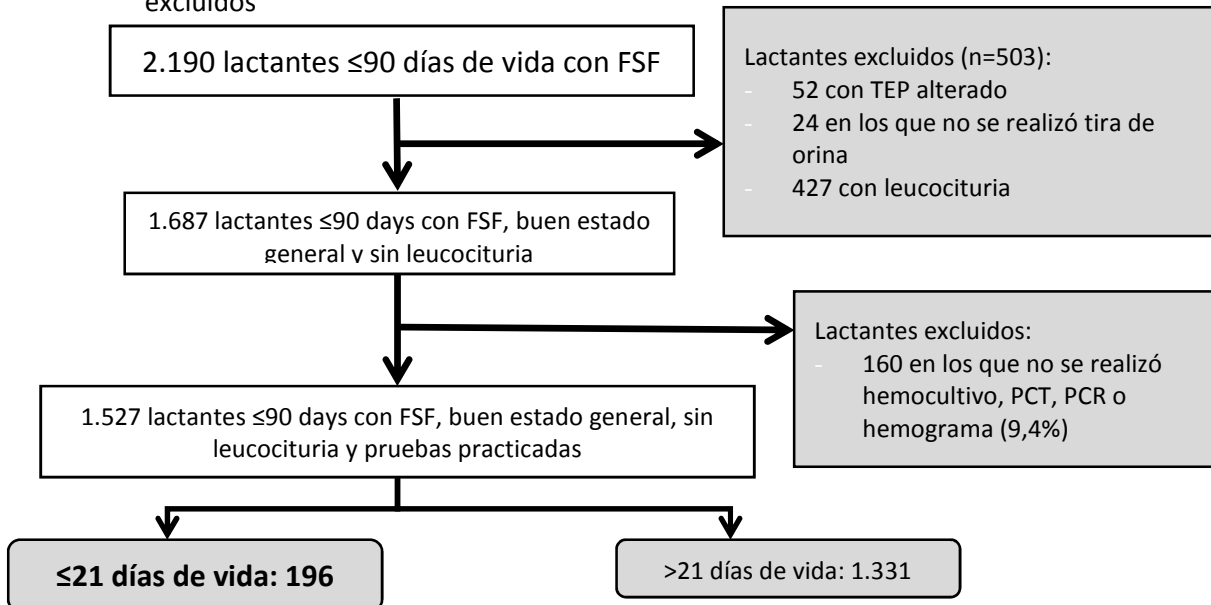 excluidos
2.190 lactantes ≤90 días de vida con FSF
Lactantes excluidos (n=503):
- 52 con TEP alterado
- 24 en los que no se realizó tira de
orina
- 427 con leucocituria
1.687 lactantes ≤90 days con FSF, buen estado
general y sin leucocituria
Lactantes excluidos:
- 160 en los que no se realizó
hemocultivo, PCT, PCR o
hemograma (9,4%)
1.527 lactantes ≤90 days con FSF, buen estado general, sin
leucocituria y pruebas practicadas
≤21 días de vida: 196
>21 días de vida: 1.331